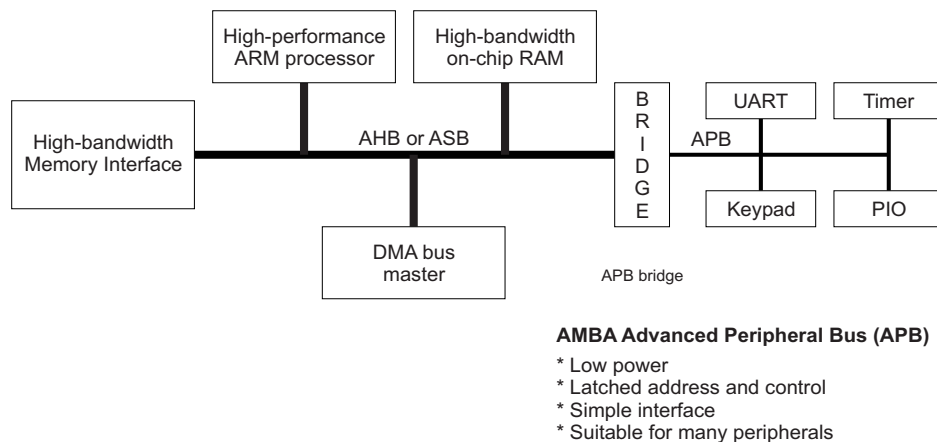 High-performance
ARM processor
High-bandwidth
on-chip RAM
High-bandwidth
Memory Interface
AHB or ASB
B
R
I
D
G
E
APB
UART
Timer
Keypad
PIO
DMA bus
master
APB bridge
AMBA Advanced Peripheral Bus (APB)
* Low power
* Latched address and control
* Simple interface
* Suitable for many peripherals